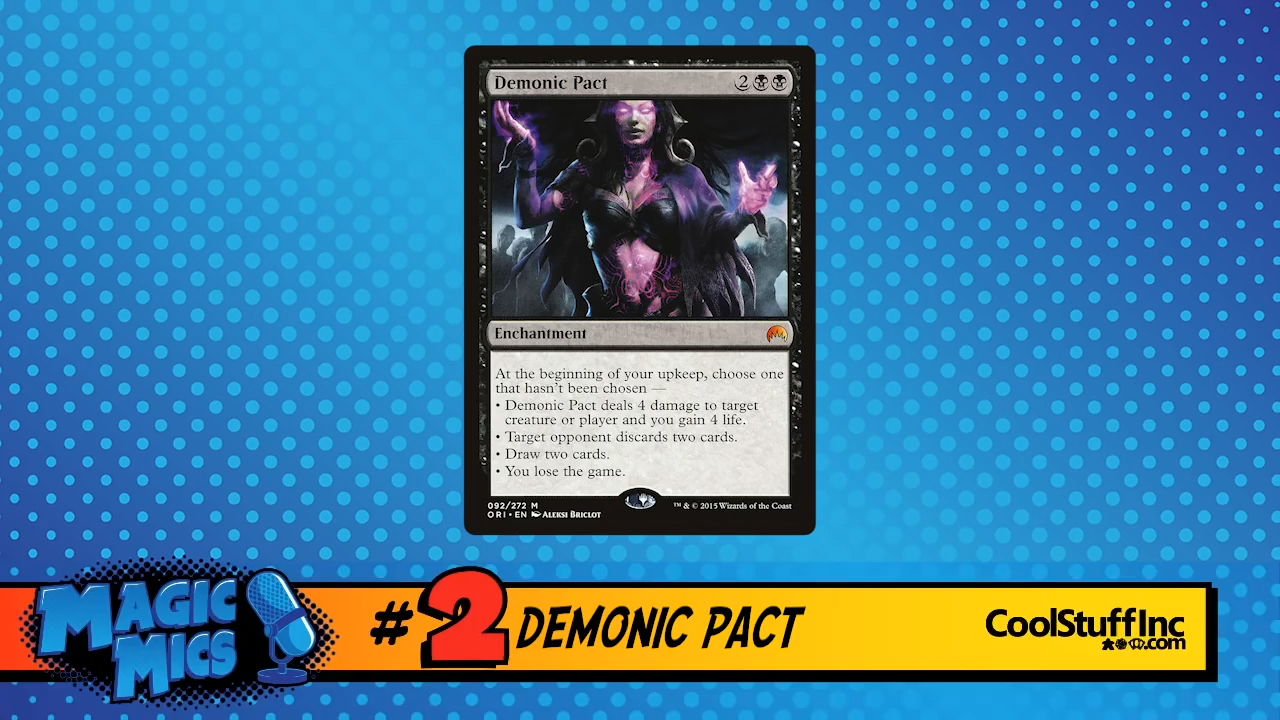 Demonic Pact 2
Enchantment
At the beginning of your upkeep, choose one
that hasn't been chosen —
• Demonic Pact deals 4 damage to target
creature or player and you gain 4 life.
• Target opponent discards two cards.
• Draw two cards.
• You lose the game.
092/272 M
ORI • EN ALEKSI BRICLOT
™ & © 2015 Wizards of the Coast
MAGIC
MICS
#2 DEMONIC PACT
CoolStuffInc
.com